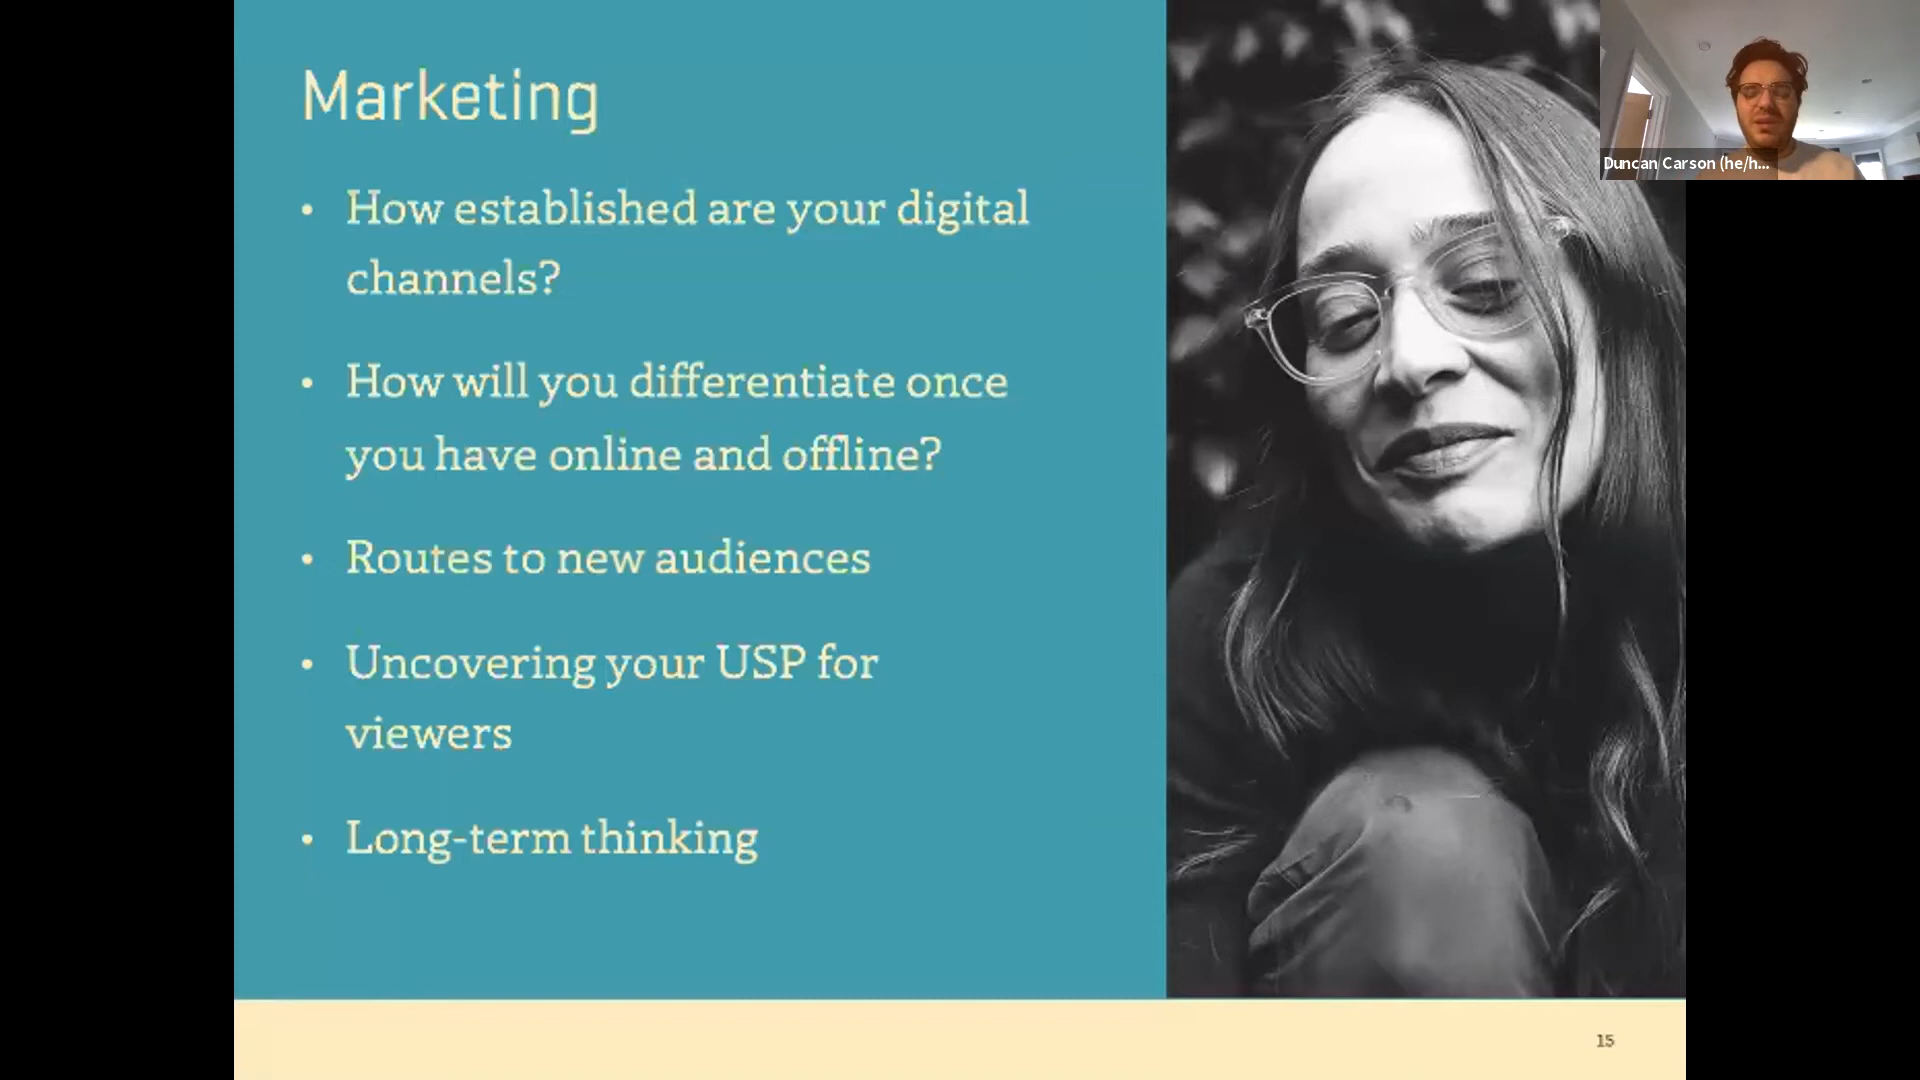 Marketing
• How established are your digital
channels?
• How will you differentiate once
you have online and offline?
• Routes to new audiences
• Uncovering your USP for
viewers
• Long-term thinking
Duncan Carson (he/h...
15